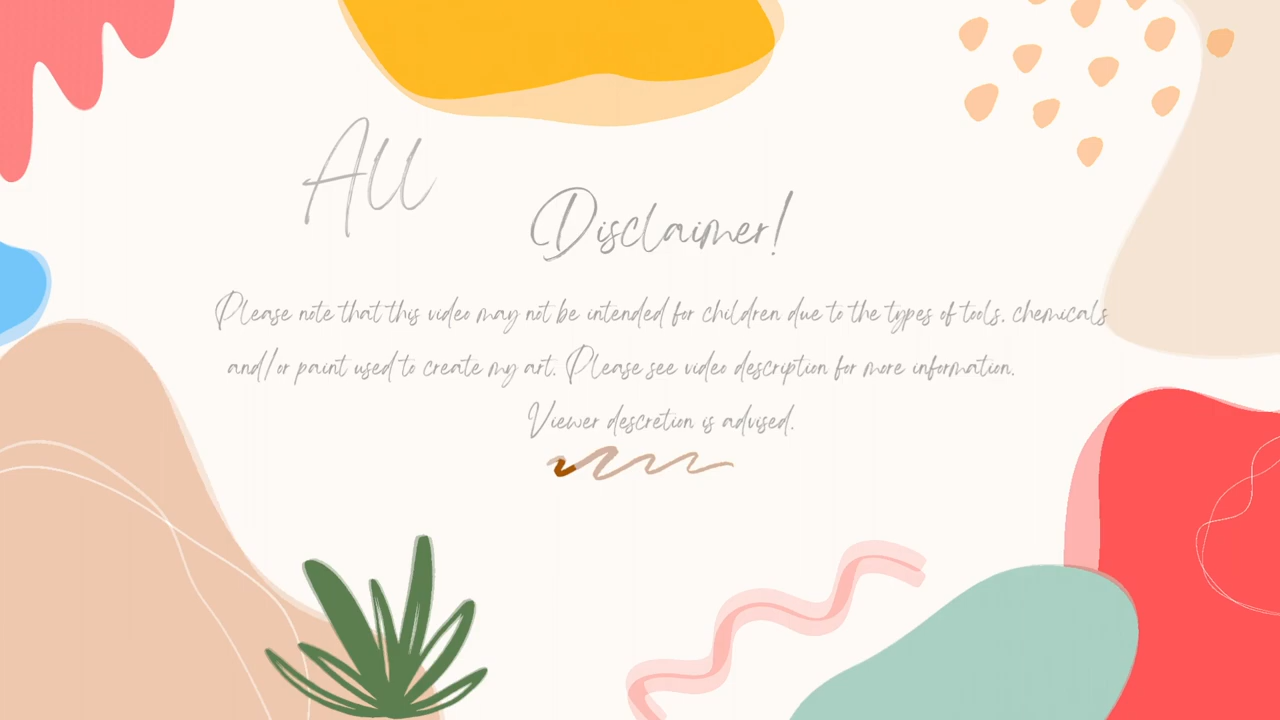 All
Disclaimer!
Please note that this video may not be intended for children due to the types of tools, chemicals
and/or paint used to create my art. Please see video description for more information.
Viewer descretion is advised.